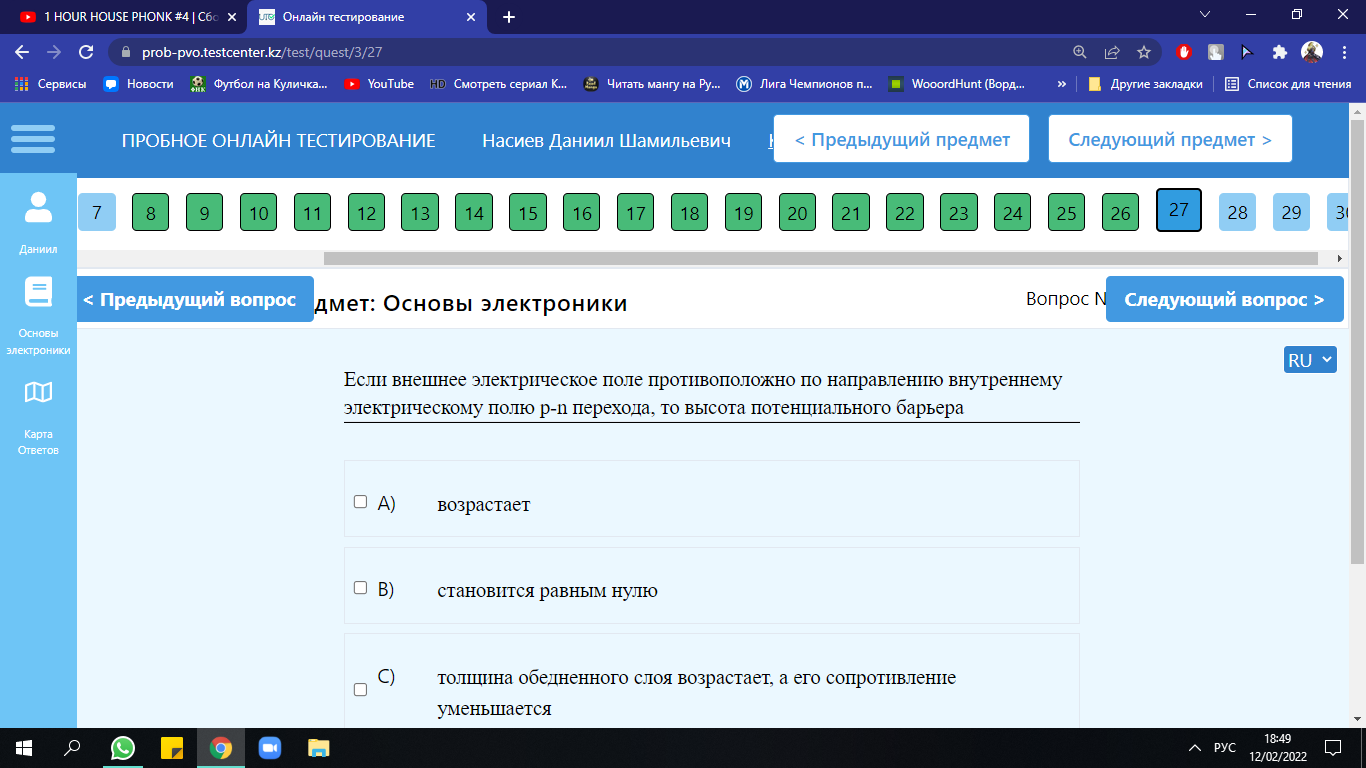 1 HOUR HOUSE PHONK #4 | Сбо
Онлайн тестирование
prob-pvo.testcenter.kz/test/quest/3/27
Сервисы
Новости
Футбол на Куличка...
YouTube
HD Смотреть сериал К...
Читать мангу на Ру...
Лига Чемпионов п...
WooordHunt (Ворд...
»
Другие закладки
Список для чтения
ПРОБНОЕ ОНЛАЙН ТЕСТИРОВАНИЕ
Насиев Даниил Шамильевич
< Предыдущий предмет
Следующий предмет >
7 8 9 10 11 12 13 14 15 16 17 18 19 20 21 22 23 24 25 26 27 28 29 30
Даниил
Основы
электроники
Карта
Ответов
< Предыдущий вопрос
дмет: Основы электроники
Вопрос N
Следующий вопрос >
RU
Если внешнее электрическое поле противоположно по направлению внутреннему
электрическому полю p-n перехода, то высота потенциального барьера
A) возрастает
B) становится равным нулю
C) толщина обедненного слоя возрастает, а его сопротивление
уменьшается
РУС
18:49
12/02/2022